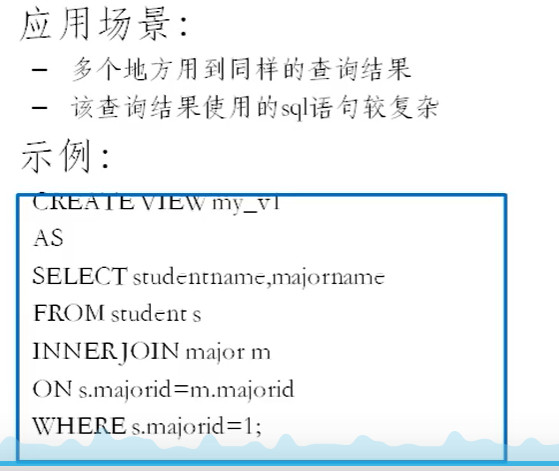 应用场景：
– 多个地方用到同样的查询结果
– 该查询结果使用的sql语句较复杂
示例：
CREATE VIEW my_v1
AS
SELECT studentname,majorname
FROM student s
INNER JOIN major m
ON s.majorid=m.majorid
WHERE s.majorid=1;